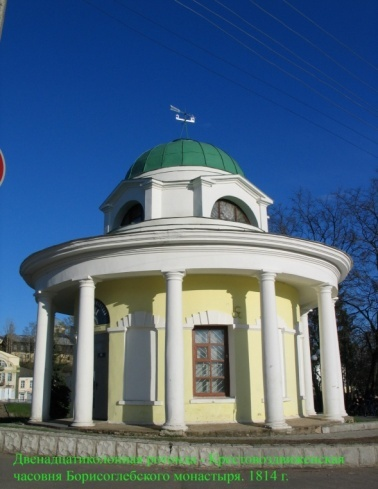 Двенадцатиколонная ротонда, Крестовоздвиженская
часовня Борисоглебского монастыря. 1814 г.